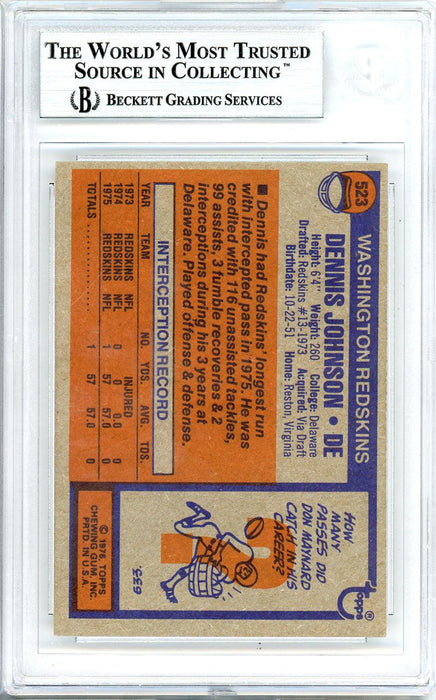 THE WORLD'S MOST TRUSTED
SOURCE IN COLLECTING™
B BECKETT GRADING SERVICES
523
WASHINGTON REDSKINS
DENNIS JOHNSON • DE
Height: 6'4" Weight: 260 College: Delaware
Drafted: Redskins #13-1973 Acquired: Via Draft
Birthdate: 10-22-51 Home: Reston, Virginia
■ Dennis had Redskins' longest run
with intercepted pass in 1975. He was
credited with 116 unassisted tackles,
99 assists, 3 fumble recoveries & 2
interceptions during his 3 years at
Delaware. Played offense & defense.
INTERCEPTION RECORD
YEAR TEAM NO. YDS. AVG. TDS.
1973 REDSKINS NFL INJURED
1974 REDSKINS NFL 0 0 0.0 0
1975 REDSKINS NFL 1 57 57.0 0
TOTALS 1 57 57.0 0
Topps®
HOW
MANY
PASSES DID
DON MAYNARD
CATCH IN HIS
CAREER?
633.
© 1976, TOPPS
CHEWING GUM, INC.
PRTD. IN U.S.A.